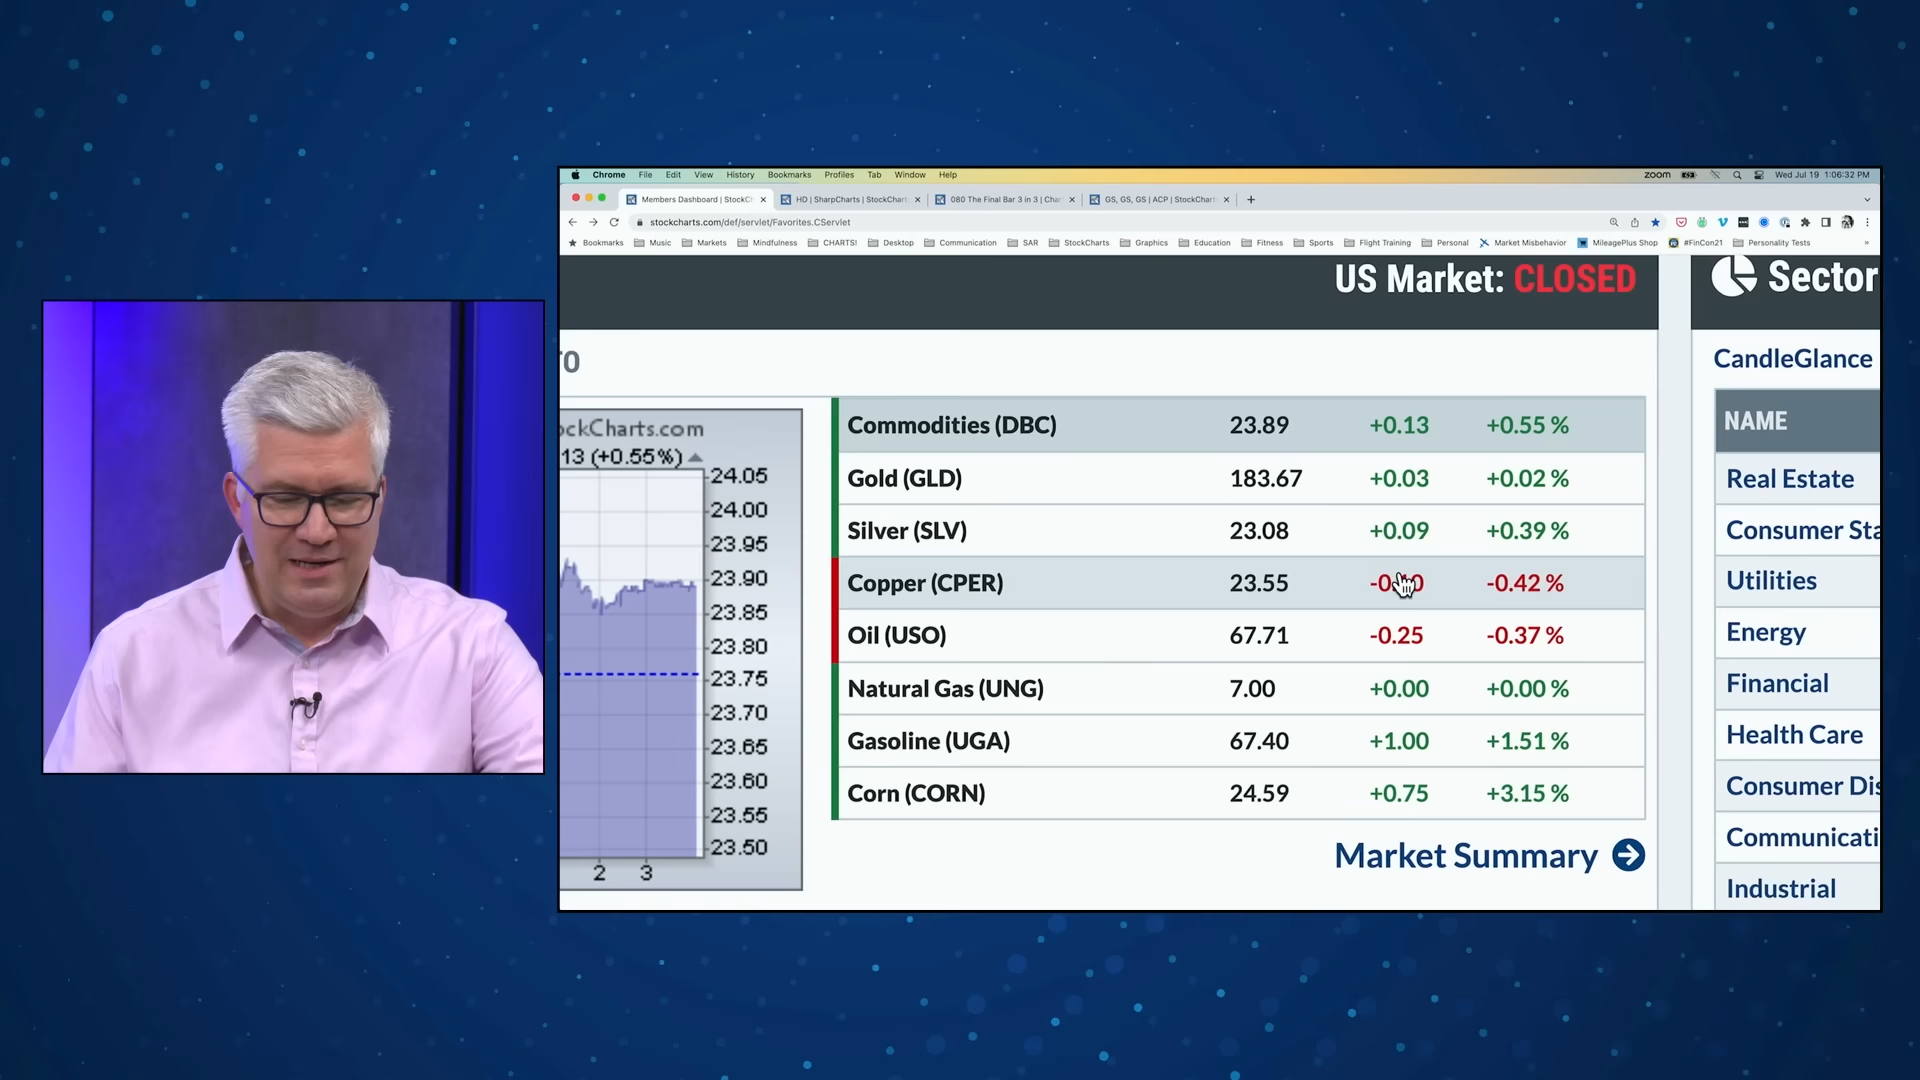 Chrome File Edit View History Bookmarks Profiles Tab Window Help zoom Wed Jul 19 1:06:32 PM
Members Dashboard | StockC HD | SharpCharts | StockChart 080 The Final Bar 3 in 3 | Char GS, GS, GS | ACP | StockChart
stockcharts.com/def/servlet/Favorites.CServlet
Bookmarks Music Markets Mindfulness CHARTS! Desktop Communication SAR StockCharts Graphics Education Fitness Sports Flight Training Personal Market Misbehavior MileagePlus Shop #FinCon21 Personality Tests »
US Market: CLOSED
Sector
CandleGlance
ockCharts.com
13 (+0.55%)
24.05
24.00
23.95
23.90
23.85
23.80
23.75
23.70
23.65
23.60
23.55
23.50
2 3
Commodities (DBC) 23.89 +0.13 +0.55 %
Gold (GLD) 183.67 +0.03 +0.02 %
Silver (SLV) 23.08 +0.09 +0.39 %
Copper (CPER) 23.55 -0.42 %
Oil (USO) 67.71 -0.25 -0.37 %
Natural Gas (UNG) 7.00 +0.00 +0.00 %
Gasoline (UGA) 67.40 +1.00 +1.51 %
Corn (CORN) 24.59 +0.75 +3.15 %
Market Summary
NAME
Real Estate
Consumer Sta
Utilities
Energy
Financial
Health Care
Consumer Dis
Communicati
Industrial